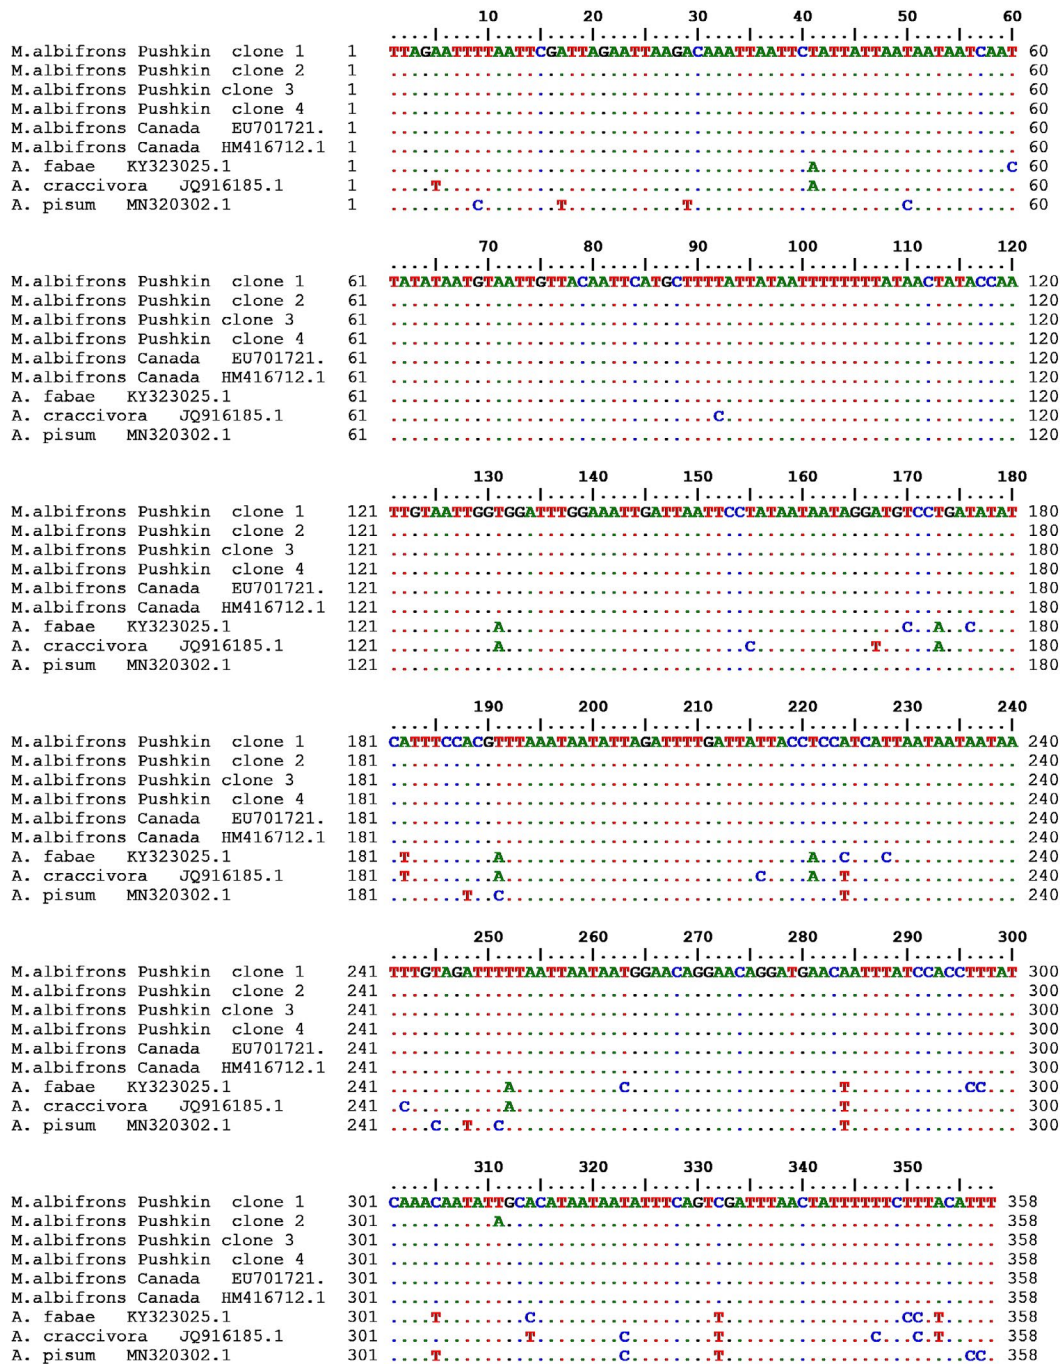 10 20 30 40 50 60
....|....|....|....|....|....|....|....|....|....|....|....|
M.albifrons Pushkin clone 1 1 TTAGAATTTTAATTCGATTAGAATTAAGACAAATTAATTCTATTATTAATAATAATCAAT 60
M.albifrons Pushkin clone 2 1 ............................................................ 60
M.albifrons Pushkin clone 3 1 ............................................................ 60
M.albifrons Pushkin clone 4 1 ............................................................ 60
M.albifrons Canada EU701721. 1 ............................................................ 60
M.albifrons Canada HM416712.1 1 ............................................................ 60
A. fabae KY323025.1 1 ........................................A..................C 60
A. craccivora JQ916185.1 1 ....T...................................A................... 60
A. pisum MN320302.1 1 ........C.......T...........T....................C.......... 60
70 80 90 100 110 120
....|....|....|....|....|....|....|....|....|....|....|....|
M.albifrons Pushkin clone 1 61 TATATAATGTAATTGTTACAATTCATGCTTTTATTATAATTTTTTTTATAACTATACCAA 120
M.albifrons Pushkin clone 2 61 ............................................................ 120
M.albifrons Pushkin clone 3 61 ............................................................ 120
M.albifrons Pushkin clone 4 61 ............................................................ 120
M.albifrons Canada EU701721. 61 ............................................................ 120
M.albifrons Canada HM416712.1 61 ............................................................ 120
A. fabae KY323025.1 61 ............................................................ 120
A. craccivora JQ916185.1 61 ...............................C............................ 120
A. pisum MN320302.1 61 ............................................................ 120
130 140 150 160 170 180
....|....|....|....|....|....|....|....|....|....|....|....|
M.albifrons Pushkin clone 1 121 TTGTAATTGGTGGATTTGGAAATTGATTAATTCCTATAATAATAGGATGTCCTGATATAT 180
M.albifrons Pushkin clone 2 121 ............................................................ 180
M.albifrons Pushkin clone 3 121 ............................................................ 180
M.albifrons Pushkin clone 4 121 ............................................................ 180
M.albifrons Canada EU701721. 121 ............................................................ 180
M.albifrons Canada HM416712.1 121 ............................................................ 180
A. fabae KY323025.1 121 ..........A......................................C..A..C.... 180
A. craccivora JQ916185.1 121 ..........A.......................C...........T.....A....... 180
A. pisum MN320302.1 121 ............................................................ 180
190 200 210 220 230 240
....|....|....|....|....|....|....|....|....|....|....|....|
M.albifrons Pushkin clone 1 181 CATTTCCACGTTTAAATAATATTAGATTTTGATTATTACCTCCATCATTAATAATAATAA 240
M.albifrons Pushkin clone 2 181 ............................................................ 240
M.albifrons Pushkin clone 3 181 ............................................................ 240
M.albifrons Pushkin clone 4 181 ............................................................ 240
M.albifrons Canada EU701721. 181 ............................................................ 240
M.albifrons Canada HM416712.1 181 ............................................................ 240
A. fabae KY323025.1 181 .T........A.............................A..C...C............ 240
A. craccivora JQ916185.1 181 .T........A........................C....A..T................ 240
A. pisum MN320302.1 181 .......T..C................................T................ 240
250 260 270 280 290 300
....|....|....|....|....|....|....|....|....|....|....|....|
M.albifrons Pushkin clone 1 241 TTTGTAGATTTTTAATTAATAATGGAACAGGAACAGGATGAACAATTTATCCACCTTTAT 300
M.albifrons Pushkin clone 2 241 ............................................................ 300
M.albifrons Pushkin clone 3 241 ............................................................ 300
M.albifrons Pushkin clone 4 241 ............................................................ 300
M.albifrons Canada EU701721. 241 ............................................................ 300
M.albifrons Canada HM416712.1 241 ............................................................ 300
A. fabae KY323025.1 241 ...........A..........C....................T...........CC... 300
A. craccivora JQ916185.1 241 .C.........A...............................T................ 300
A. pisum MN320302.1 241 ....C..T..C................................T................ 300
310 320 330 340 350
....|....|....|....|....|....|....|....|....|....|....|...
M.albifrons Pushkin clone 1 301 CAAACAATATTGCACATAATAATATTTCAGTCGATTTAACTATTTTTTCTTTACATTT 358
M.albifrons Pushkin clone 2 301 ..........A............................................... 358
M.albifrons Pushkin clone 3 301 .......................................................... 358
M.albifrons Pushkin clone 4 301 .......................................................... 358
M.albifrons Canada EU701721. 301 .......................................................... 358
M.albifrons Canada HM416712.1 301 .......................................................... 358
A. fabae KY323025.1 301 ....T........C.................T.................CC.T..... 358
A. craccivora JQ916185.1 301 .............T........C........T..............C...C.T..... 358
A. pisum MN320302.1 301 ....T.................C........T.......................CC. 358